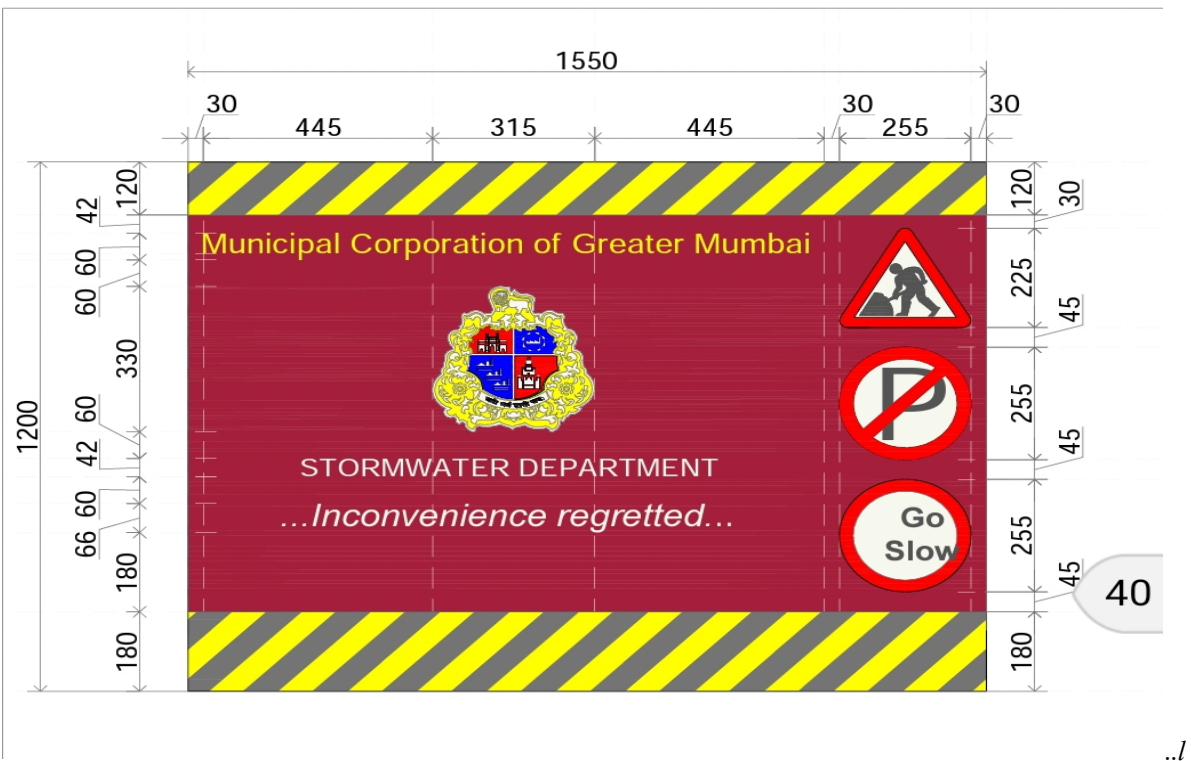 1550
30 30 30
445 315 445 255
120 120
42 30
Municipal Corporation of Greater Mumbai
60
60
225
45
330
P
255
1200
60
42
45
STORMWATER DEPARTMENT
60
...Inconvenience regretted...
66
Go
Slow
255
180
45
40
180 180
..l